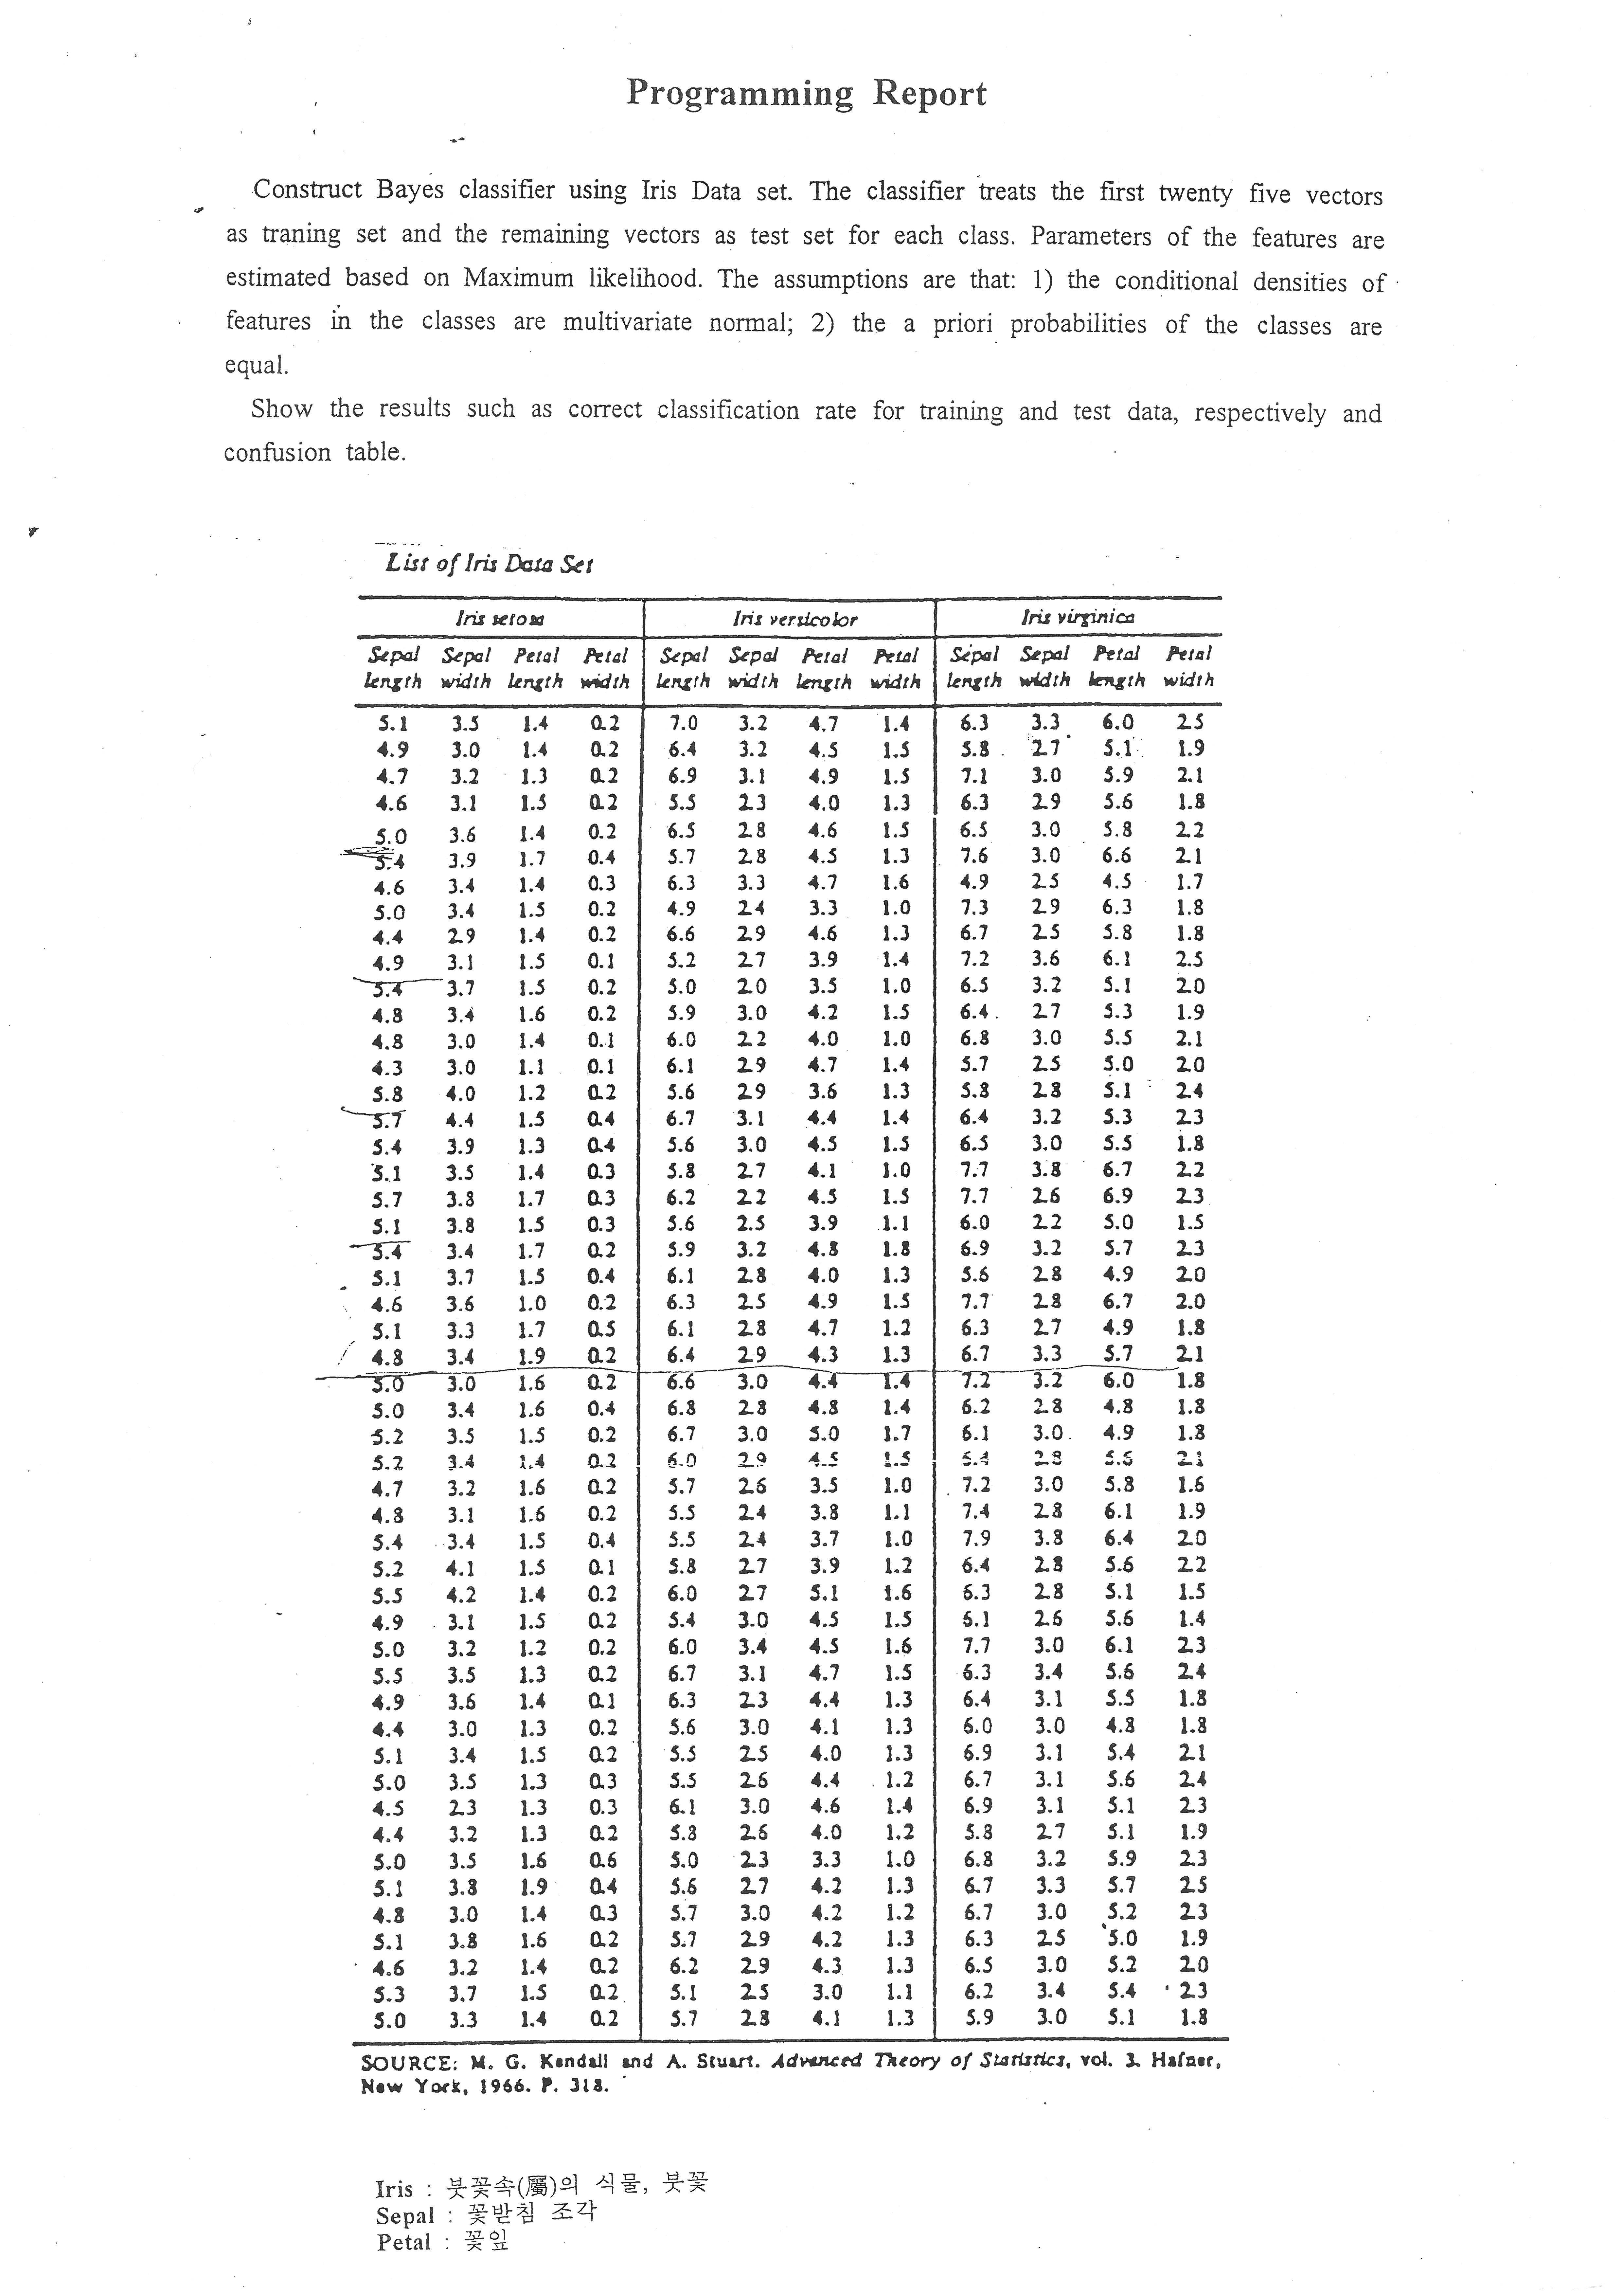 Programming Report
Construct Bayes classifier using Iris Data set. The classifier treats the first twenty five vectors
as traning set and the remaining vectors as test set for each class. Parameters of the features are
estimated based on Maximum likelihood. The assumptions are that: 1) the conditional densities of
features in the classes are multivariate normal; 2) the a priori probabilities of the classes are
equal.
Show the results such as correct classification rate for training and test data, respectively and
confusion table.
List of Iris Data Set
Iris setosa Iris versicolor Iris virginica
Sepal Sepal Petal Petal Sepal Sepal Petal Petal Sepal Sepal Petal Petal
length width length width length width length width length width length width
5.1 3.5 1.4 0.2 7.0 3.2 4.7 1.4 6.3 3.3 6.0 2.5
4.9 3.0 1.4 0.2 6.4 3.2 4.5 1.5 5.8 2.7 5.1 1.9
4.7 3.2 1.3 0.2 6.9 3.1 4.9 1.5 7.1 3.0 5.9 2.1
4.6 3.1 1.5 0.2 5.5 2.3 4.0 1.3 6.3 2.9 5.6 1.8
5.0 3.6 1.4 0.2 6.5 2.8 4.6 1.5 6.5 3.0 5.8 2.2
5.4 3.9 1.7 0.4 5.7 2.8 4.5 1.3 7.6 3.0 6.6 2.1
4.6 3.4 1.4 0.3 6.3 3.3 4.7 1.6 4.9 2.5 4.5 1.7
5.0 3.4 1.5 0.2 4.9 2.4 3.3 1.0 7.3 2.9 6.3 1.8
4.4 2.9 1.4 0.2 6.6 2.9 4.6 1.3 6.7 2.5 5.8 1.8
4.9 3.1 1.5 0.1 5.2 2.7 3.9 1.4 7.2 3.6 6.1 2.5
5.4 3.7 1.5 0.2 5.0 2.0 3.5 1.0 6.5 3.2 5.1 2.0
4.8 3.4 1.6 0.2 5.9 3.0 4.2 1.5 6.4 2.7 5.3 1.9
4.8 3.0 1.4 0.1 6.0 2.2 4.0 1.0 6.8 3.0 5.5 2.1
4.3 3.0 1.1 0.1 6.1 2.9 4.7 1.4 5.7 2.5 5.0 2.0
5.8 4.0 1.2 0.2 5.6 2.9 3.6 1.3 5.8 2.8 5.1 2.4
5.7 4.4 1.5 0.4 6.7 3.1 4.4 1.4 6.4 3.2 5.3 2.3
5.4 3.9 1.3 0.4 5.6 3.0 4.5 1.5 6.5 3.0 5.5 1.8
5.1 3.5 1.4 0.3 5.8 2.7 4.1 1.0 7.7 3.8 6.7 2.2
5.7 3.8 1.7 0.3 6.2 2.2 4.5 1.5 7.7 2.6 6.9 2.3
5.1 3.8 1.5 0.3 5.6 2.5 3.9 1.1 6.0 2.2 5.0 1.5
5.4 3.4 1.7 0.2 5.9 3.2 4.8 1.8 6.9 3.2 5.7 2.3
5.1 3.7 1.5 0.4 6.1 2.8 4.0 1.3 5.6 2.8 4.9 2.0
4.6 3.6 1.0 0.2 6.3 2.5 4.9 1.5 7.7 2.8 6.7 2.0
5.1 3.3 1.7 0.5 6.1 2.8 4.7 1.2 6.3 2.7 4.9 1.8
4.8 3.4 1.9 0.2 6.4 2.9 4.3 1.3 6.7 3.3 5.7 2.1
5.0 3.0 1.6 0.2 6.6 3.0 4.4 1.4 7.2 3.2 6.0 1.8
5.0 3.4 1.6 0.4 6.8 2.8 4.8 1.4 6.2 2.8 4.8 1.8
5.2 3.5 1.5 0.2 6.7 3.0 5.0 1.7 6.1 3.0 4.9 1.8
5.2 3.4 1.4 0.2 6.0 2.9 4.5 1.5 6.4 2.8 5.6 2.1
4.7 3.2 1.6 0.2 5.7 2.6 3.5 1.0 7.2 3.0 5.8 1.6
4.8 3.1 1.6 0.2 5.5 2.4 3.8 1.1 7.4 2.8 6.1 1.9
5.4 3.4 1.5 0.4 5.5 2.4 3.7 1.0 7.9 3.8 6.4 2.0
5.2 4.1 1.5 0.1 5.8 2.7 3.9 1.2 6.4 2.8 5.6 2.2
5.5 4.2 1.4 0.2 6.0 2.7 5.1 1.6 6.3 2.8 5.1 1.5
4.9 3.1 1.5 0.2 5.4 3.0 4.5 1.5 6.1 2.6 5.6 1.4
5.0 3.2 1.2 0.2 6.0 3.4 4.5 1.6 7.7 3.0 6.1 2.3
5.5 3.5 1.3 0.2 6.7 3.1 4.7 1.5 6.3 3.4 5.6 2.4
4.9 3.6 1.4 0.1 6.3 2.3 4.4 1.3 6.4 3.1 5.5 1.8
4.4 3.0 1.3 0.2 5.6 3.0 4.1 1.3 6.0 3.0 4.8 1.8
5.1 3.4 1.5 0.2 5.5 2.5 4.0 1.3 6.9 3.1 5.4 2.1
5.0 3.5 1.3 0.3 5.5 2.6 4.4 1.2 6.7 3.1 5.6 2.4
4.5 2.3 1.3 0.3 6.1 3.0 4.6 1.4 6.9 3.1 5.1 2.3
4.4 3.2 1.3 0.2 5.8 2.6 4.0 1.2 5.8 2.7 5.1 1.9
5.0 3.5 1.6 0.6 5.0 2.3 3.3 1.0 6.8 3.2 5.9 2.3
5.1 3.8 1.9 0.4 5.6 2.7 4.2 1.3 6.7 3.3 5.7 2.5
4.8 3.0 1.4 0.3 5.7 3.0 4.2 1.2 6.7 3.0 5.2 2.3
5.1 3.8 1.6 0.2 5.7 2.9 4.2 1.3 6.3 2.5 5.0 1.9
4.6 3.2 1.4 0.2 6.2 2.9 4.3 1.3 6.5 3.0 5.2 2.0
5.3 3.7 1.5 0.2 5.1 2.5 3.0 1.1 6.2 3.4 5.4 2.3
5.0 3.3 1.4 0.2 5.7 2.8 4.1 1.3 5.9 3.0 5.1 1.8
SOURCE: M. G. Kendall and A. Stuart. Advanced Theory of Statistics, vol. 3. Hafner,
New York, 1966. P. 318.
Iris : 붓꽃속(屬)의 식물, 붓꽃
Sepal : 꽃받침 조각
Petal : 꽃잎